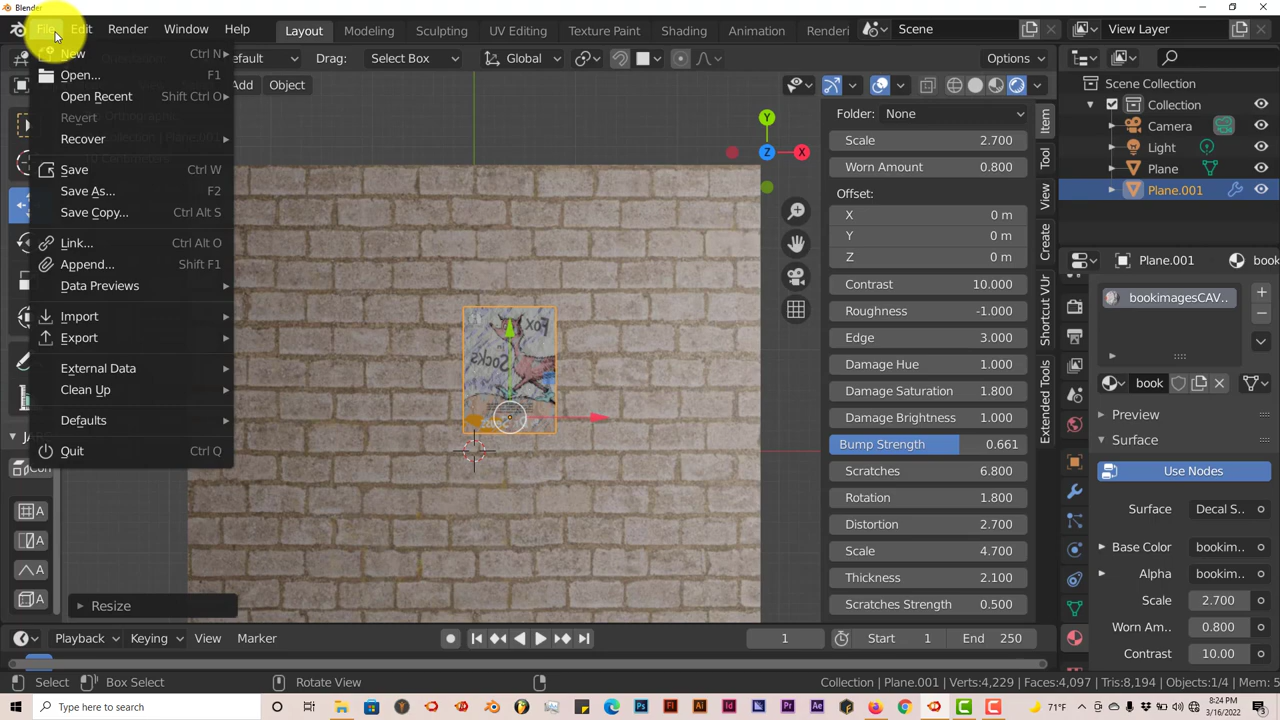 Blender
File Edit Render Window Help Layout Modeling Sculpting UV Editing Texture Paint Shading Animation Renderi Scene View Layer
New Ctrl N
Open... F1
Open Recent Shift Ctrl O
Revert
Recover
Save Ctrl W
Save As... F2
Save Copy... Ctrl Alt S
Link... Ctrl Alt O
Append... Shift F1
Data Previews
Import
Export
External Data
Clean Up
Defaults
Quit Ctrl Q
efault Drag: Select Box Global Options
Add Object
Fox
Socks
Resize
Folder: None
Scale 2.700
Worn Amount 0.800
Offset:
X 0 m
Y 0 m
Z 0 m
Contrast 10.000
Roughness -1.000
Edge 3.000
Damage Hue 1.000
Damage Saturation 1.800
Damage Brightness 1.000
Bump Strength 0.661
Scratches 6.800
Rotation 1.800
Distortion 2.700
Scale 4.700
Thickness 2.100
Scratches Strength 0.500
Y
Z X
Item
Tool
View
Create
Shortcut VUr
Extended Tools
Scene Collection
Collection
Camera
Light
Plane
Plane.001
Plane.001 book
bookimagesCAV...
book
Preview
Surface
Use Nodes
Surface Decal S...
Base Color bookim...
Alpha bookim...
Scale 2.700
Worn Am... 0.800
Contrast 10.00
Playback Keying View Marker 1 Start 1 End 250
Select Box Select Rotate View Collection | Plane.001 | Verts:4,229 | Faces:4,097 | Tris:8,194 | Objects:1/4 | Mem: 5
Type here to search 71°F 8:24 PM
3/16/2022